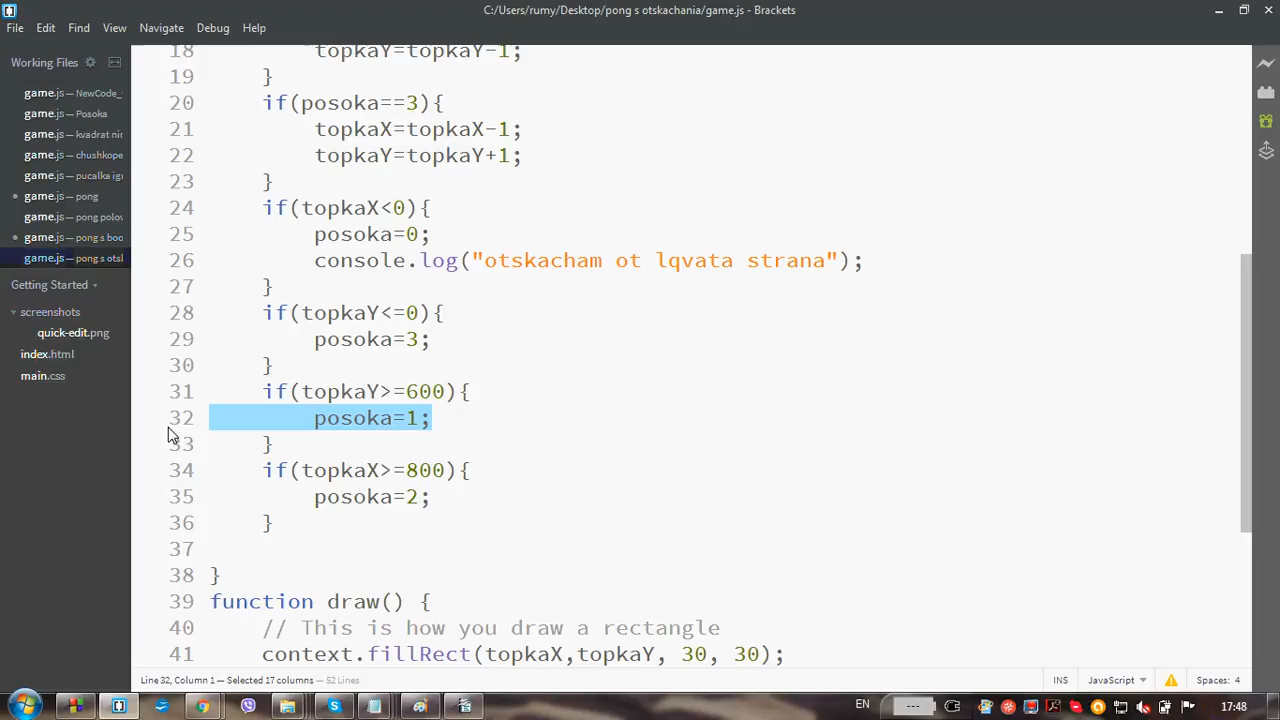 C:/Users/rumy/Desktop/pong s otskachania/game.js - Brackets
File Edit Find View Navigate Debug Help
Working Files
game.js — NewCode_
game.js — Posoka
game.js — kvadrat nir
game.js — chushkope
game.js — pucalka igr
game.js — pong
game.js — pong polov
game.js — pong s boo
game.js — pong s otsk
Getting Started
screenshots
quick-edit.png
index.html
main.css
18 topkaY=topkaY-1;
19 }
20 if(posoka==3){
21 topkaX=topkaX-1;
22 topkaY=topkaY+1;
23 }
24 if(topkaX<0){
25 posoka=0;
26 console.log("otskacham ot lqvata strana");
27 }
28 if(topkaY<=0){
29 posoka=3;
30 }
31 if(topkaY>=600){
32 posoka=1;
33 }
34 if(topkaX>=800){
35 posoka=2;
36 }
37
38 }
39 function draw() {
40 // This is how you draw a rectangle
41 context.fillRect(topkaX,topkaY, 30, 30);
Line 32, Column 1 — Selected 17 columns — 52 Lines
INS JavaScript Spaces: 4
EN 17:48